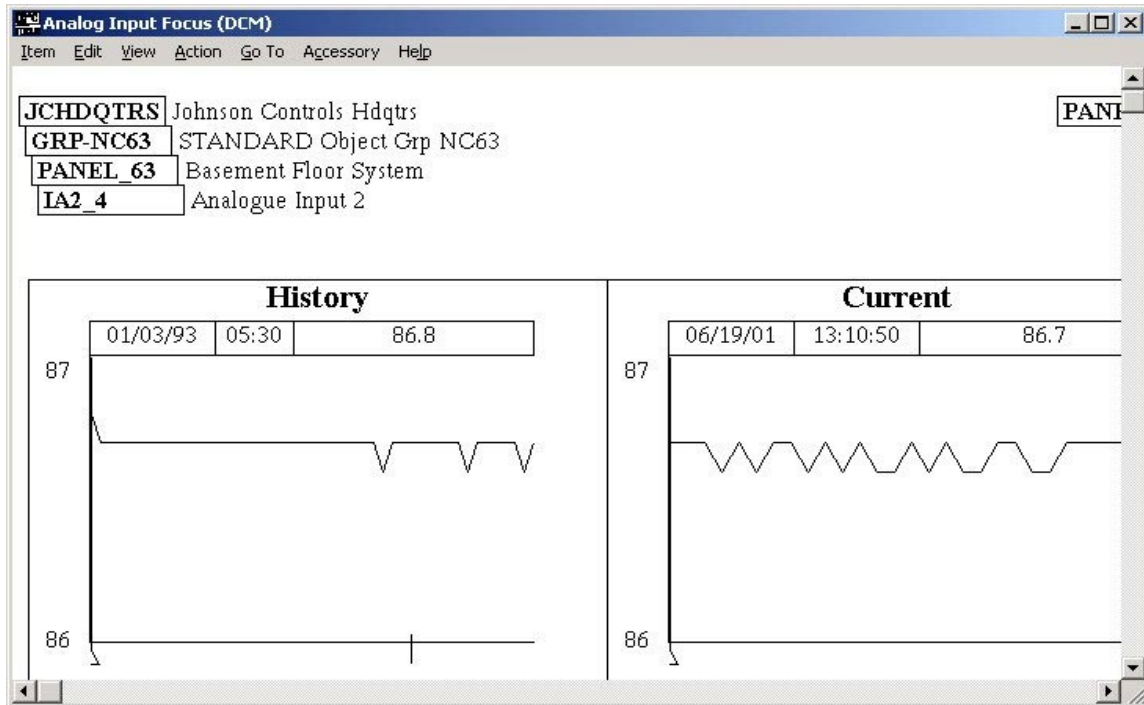 Analog Input Focus (DCM)
Item Edit View Action Go To Accessory Help
JCHDQTRS Johnson Controls Hdqtrs PAN
GRP-NC63 STANDARD Object Grp NC63
PANEL_63 Basement Floor System
IA2_4 Analogue Input 2
History
01/03/93 05:30 86.8
87
86
Current
06/19/01 13:10:50 86.7
87
86